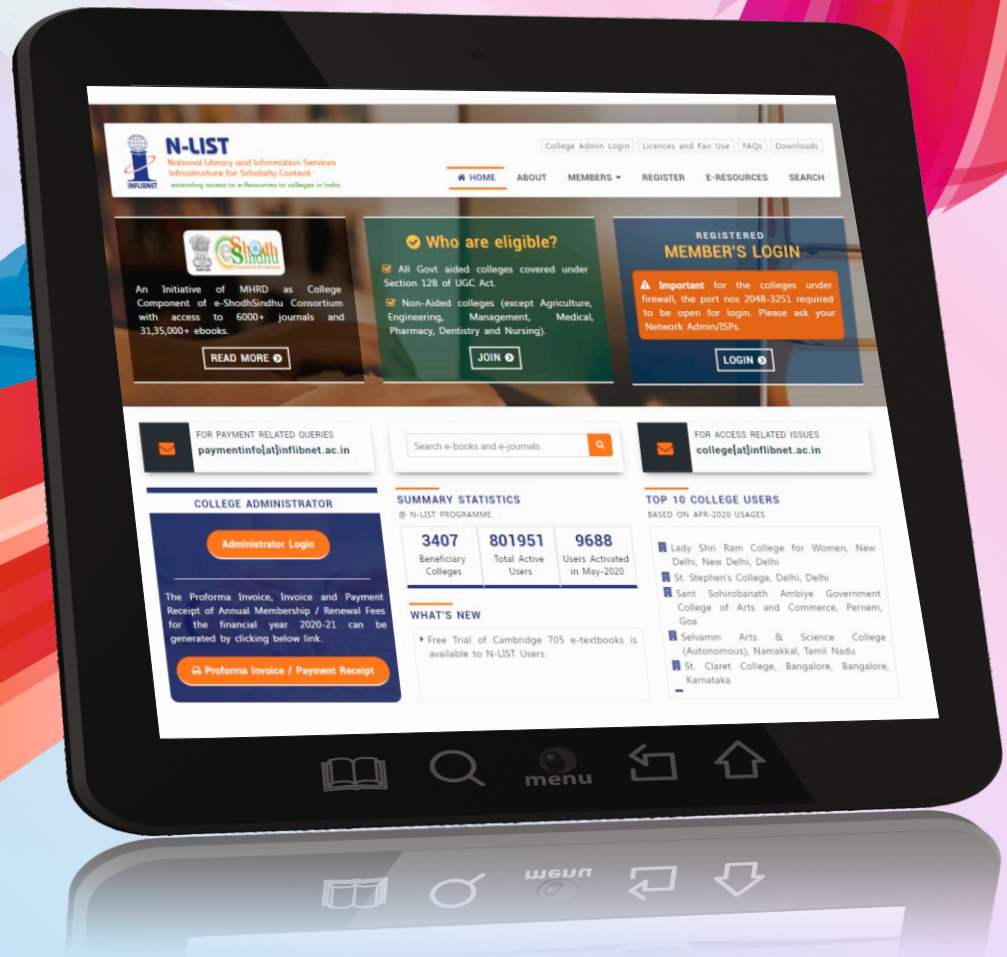 N-LIST
National Library and Information Services
Infrastructure for Scholarly Content
extending access to e-Resources to colleges in India
INFLIBNET
College Admin Login
Licences and Fair Use
FAQs
Downloads
HOME
ABOUT
MEMBERS
REGISTER
E-RESOURCES
SEARCH
e-Shodh
Sindhu
An Initiative of MHRD as College
Component of e-ShodhSindhu Consortium
with access to 6000+ journals and
31,35,000+ ebooks.
READ MORE
Who are eligible?
All Govt aided colleges covered under
Section 12B of UGC Act.
Non-Aided colleges (except Agriculture,
Engineering, Management, Medical,
Pharmacy, Dentistry and Nursing).
JOIN
REGISTERED
MEMBER'S LOGIN
Important for the colleges under
firewall, the port nos 2048-3251 required
to be open for login. Please ask your
Network Admin/ISPs.
LOGIN
FOR PAYMENT RELATED QUERIES
paymentinfo[at]inflibnet.ac.in
Search e-books and e-journals
FOR ACCESS RELATED ISSUES
college[at]inflibnet.ac.in
COLLEGE ADMINISTRATOR
Administrator Login
The Proforma Invoice, Invoice and Payment
Receipt of Annual Membership / Renewal Fees
for the financial year 2020-21 can be
generated by clicking below link.
Proforma Invoice / Payment Receipt
SUMMARY STATISTICS
@ N-LIST PROGRAMME
3407
Beneficiary
Colleges
801951
Total Active
Users
9688
Users Activated
in May-2020
WHAT'S NEW
Free Trial of Cambridge 705 e-textbooks is
available to N-LIST Users.
TOP 10 COLLEGE USERS
BASED ON APR-2020 USAGES
Lady Shri Ram College for Women, New
Delhi, New Delhi, Delhi
St. Stephen's College, Delhi, Delhi
Sant Sohirobanath Ambiye Government
College of Arts and Commerce, Pernem,
Goa
Selvamm Arts & Science College
(Autonomous), Namakkal, Tamil Nadu
St. Claret College, Bangalore, Bangalore,
Karnataka
menu
menu